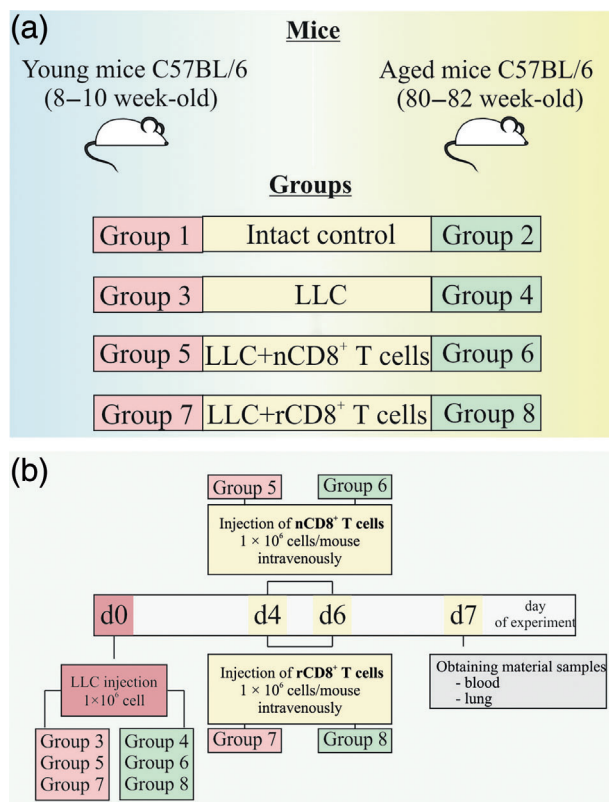 (a)
Mice
Young mice C57BL/6
(8–10 week-old)
Aged mice C57BL/6
(80–82 week-old)
Groups
Group 1 Intact control Group 2
Group 3 LLC Group 4
Group 5 LLC+nCD8⁺ T cells Group 6
Group 7 LLC+rCD8⁺ T cells Group 8
(b)
Group 5 Group 6
Injection of nCD8⁺ T cells
1 × 10⁶ cells/mouse
intravenously
d0 d4 d6 d7 day
of experiment
LLC injection
1×10⁶ cell
Injection of rCD8⁺ T cells
1 × 10⁶ cells/mouse
intravenously
Obtaining material samples
- blood
- lung
Group 3
Group 5
Group 7
Group 4
Group 6
Group 8
Group 7 Group 8